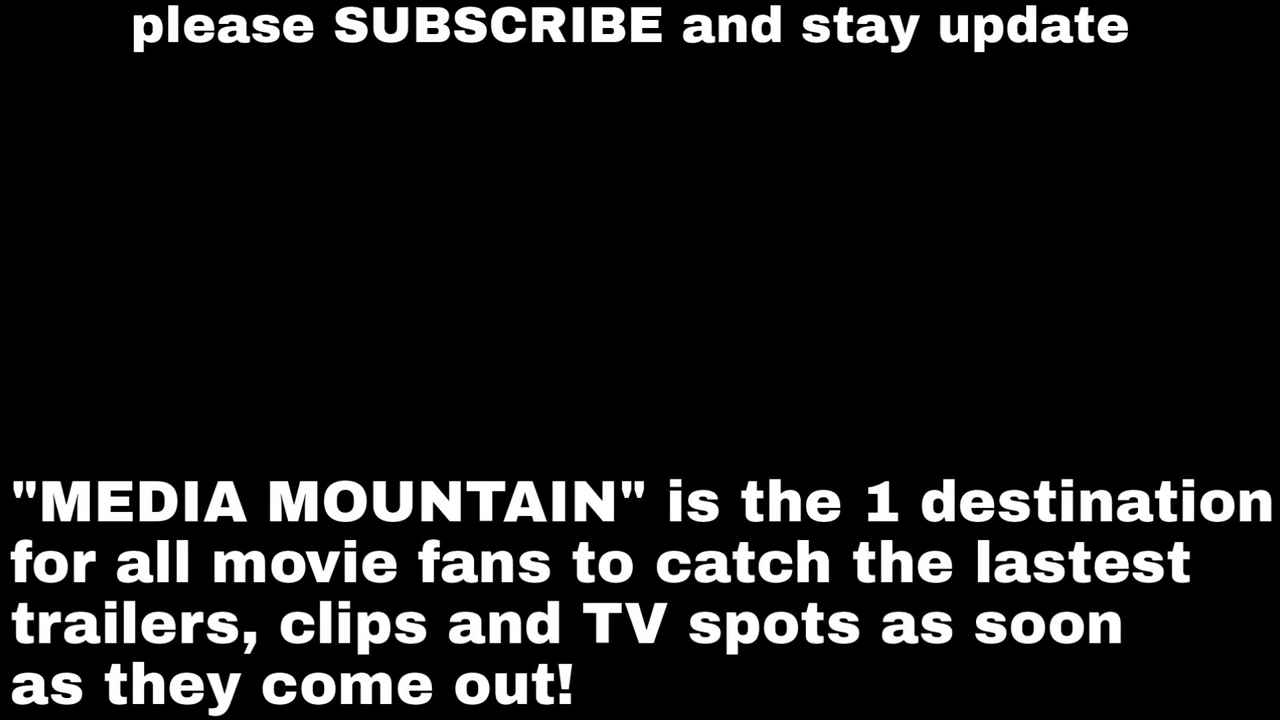 please SUBSCRIBE and stay update
"MEDIA MOUNTAIN" is the 1 destination
for all movie fans to catch the lastest
trailers, clips and TV spots as soon
as they come out!